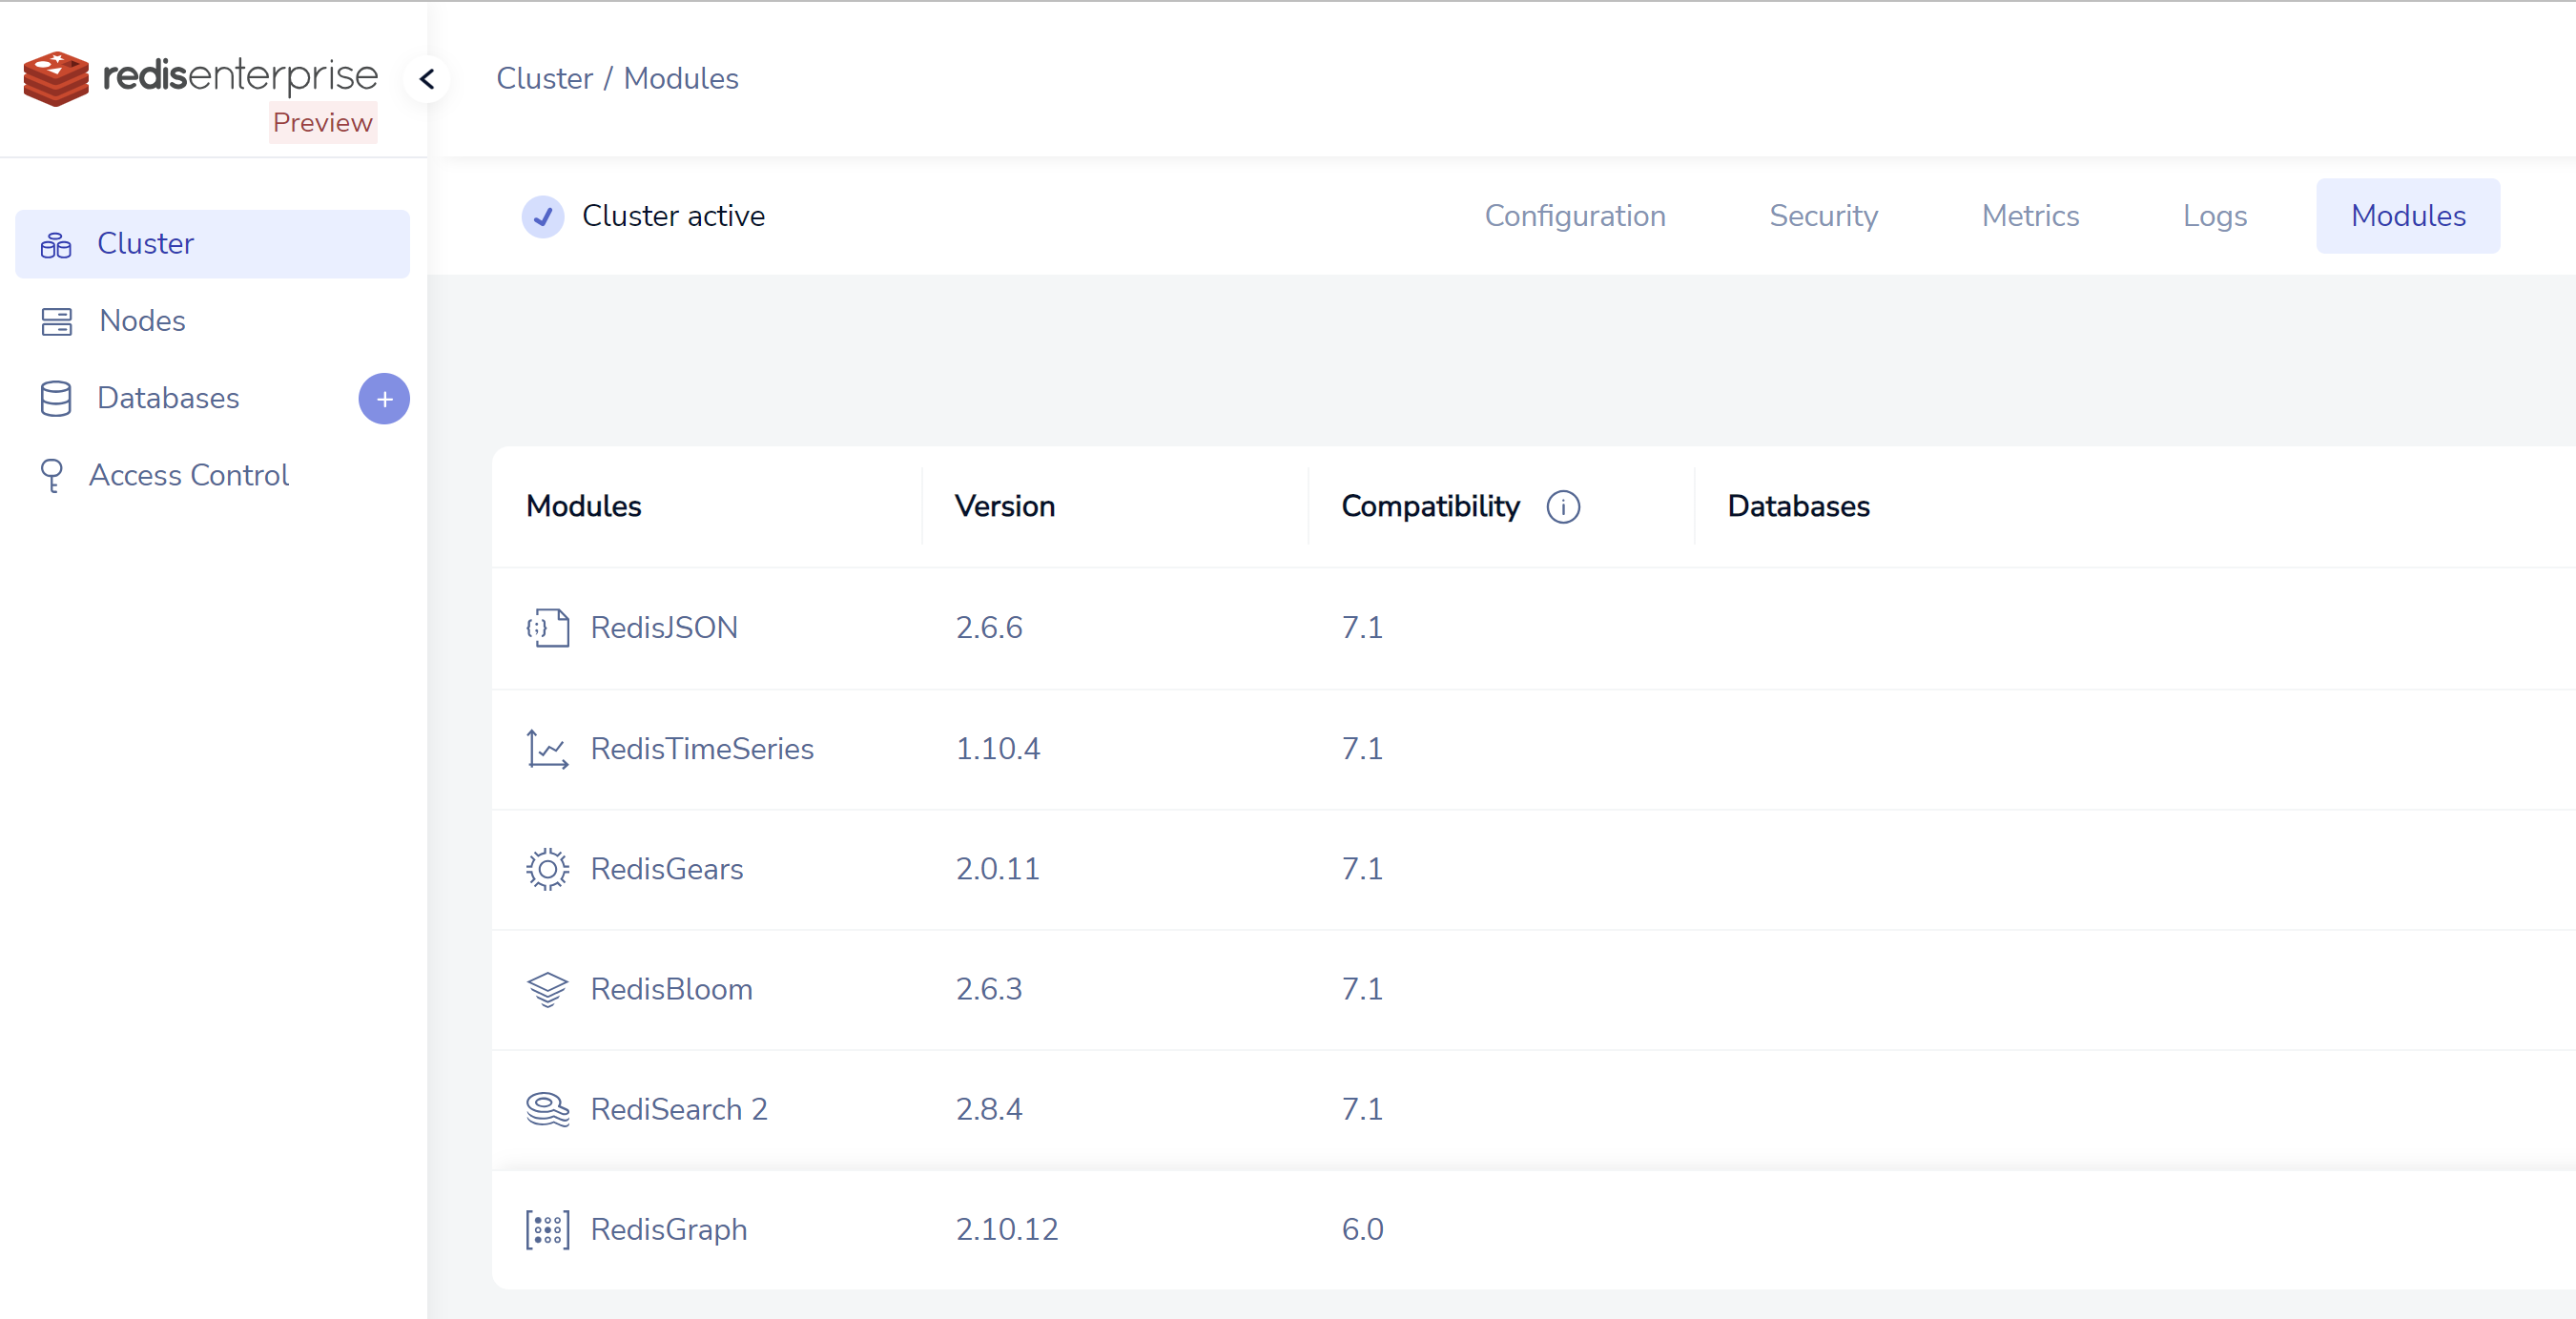 redisenterprise
Preview
Cluster / Modules
Cluster active
Configuration Security Metrics Logs Modules
Cluster
Nodes
Databases +
Access Control
Modules Version Compatibility i Databases
RedisJSON 2.6.6 7.1
RedisTimeSeries 1.10.4 7.1
RedisGears 2.0.11 7.1
RedisBloom 2.6.3 7.1
RediSearch 2 2.8.4 7.1
RedisGraph 2.10.12 6.0